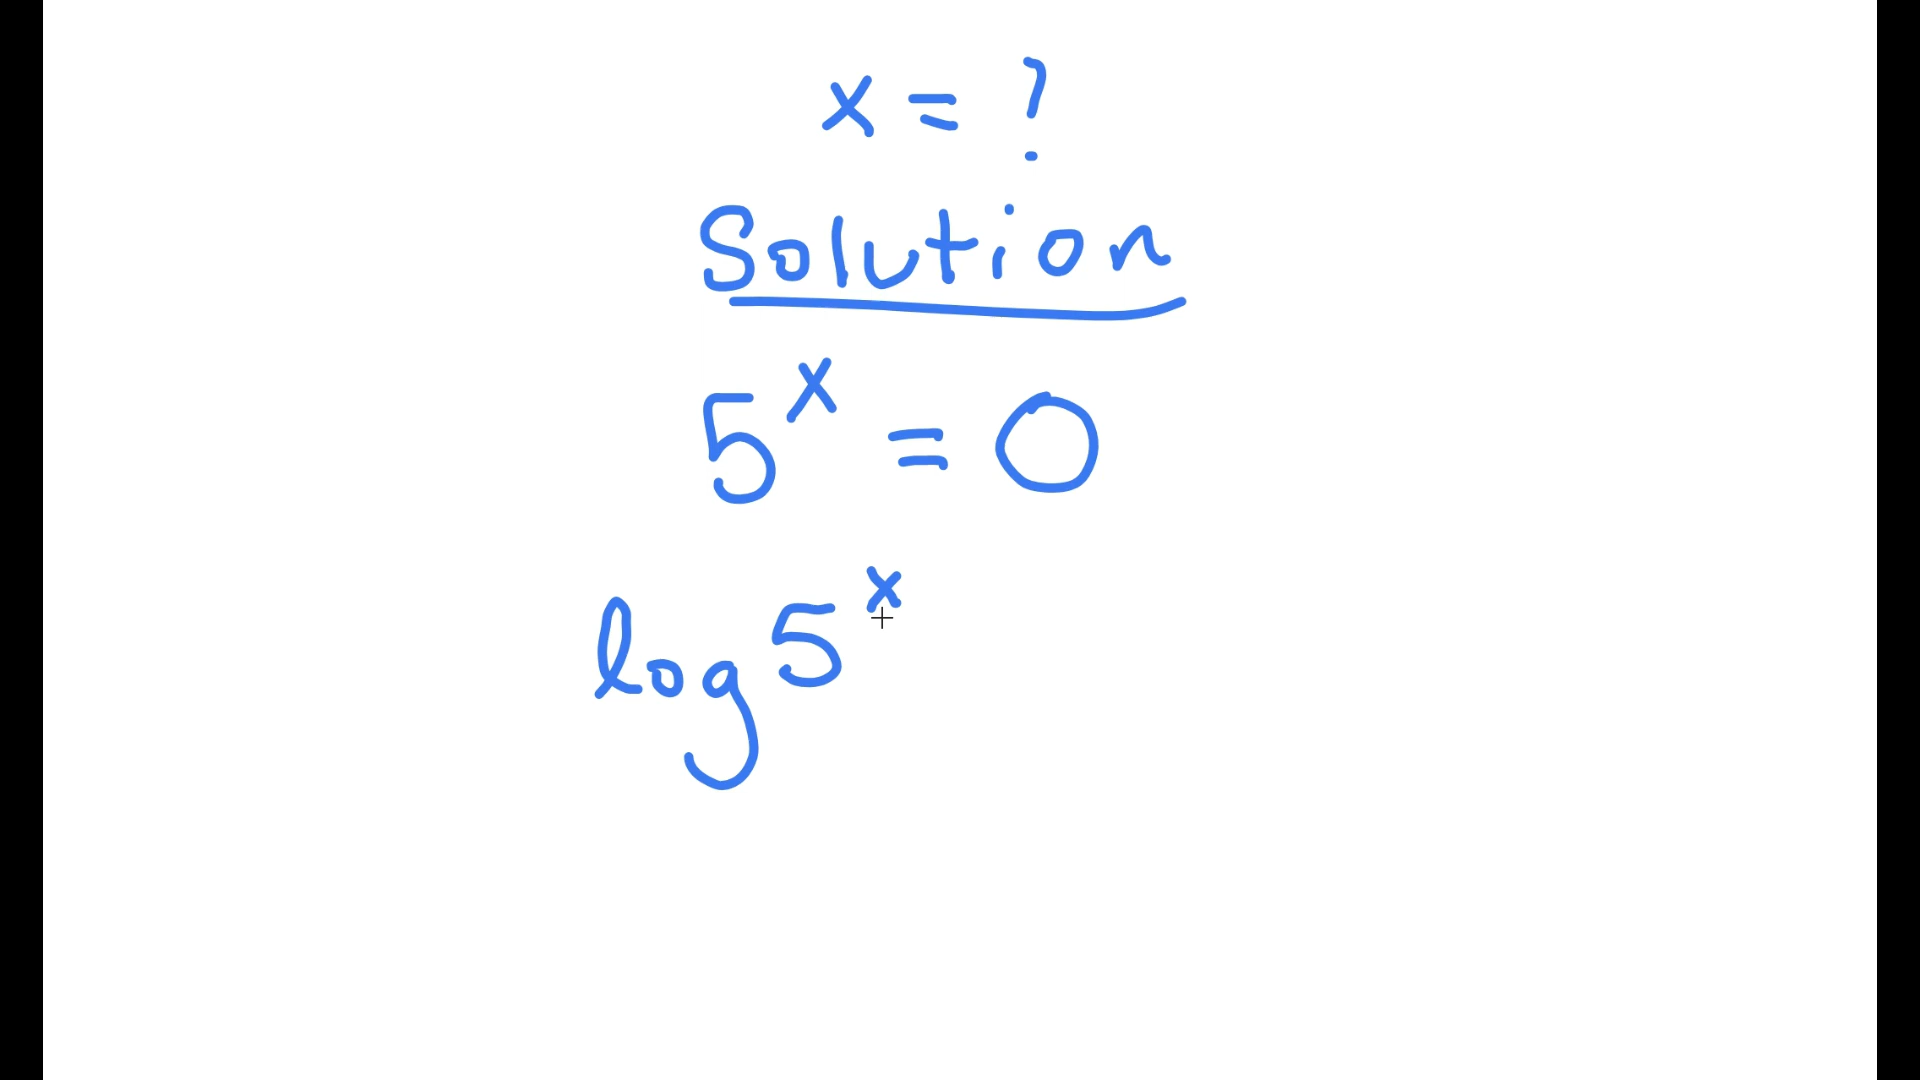 x = ?
Solution
5^x = 0
log 5^x